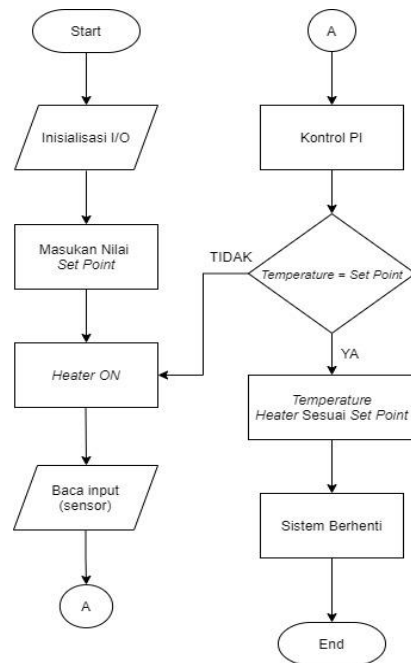 Start
Inisialisasi I/O
Masukan Nilai
Set Point
Heater ON
Baca input
(sensor)
A
A
Kontrol PI
TIDAK
Temperature = Set Point
YA
Temperature
Heater Sesuai Set Point
Sistem Berhenti
End